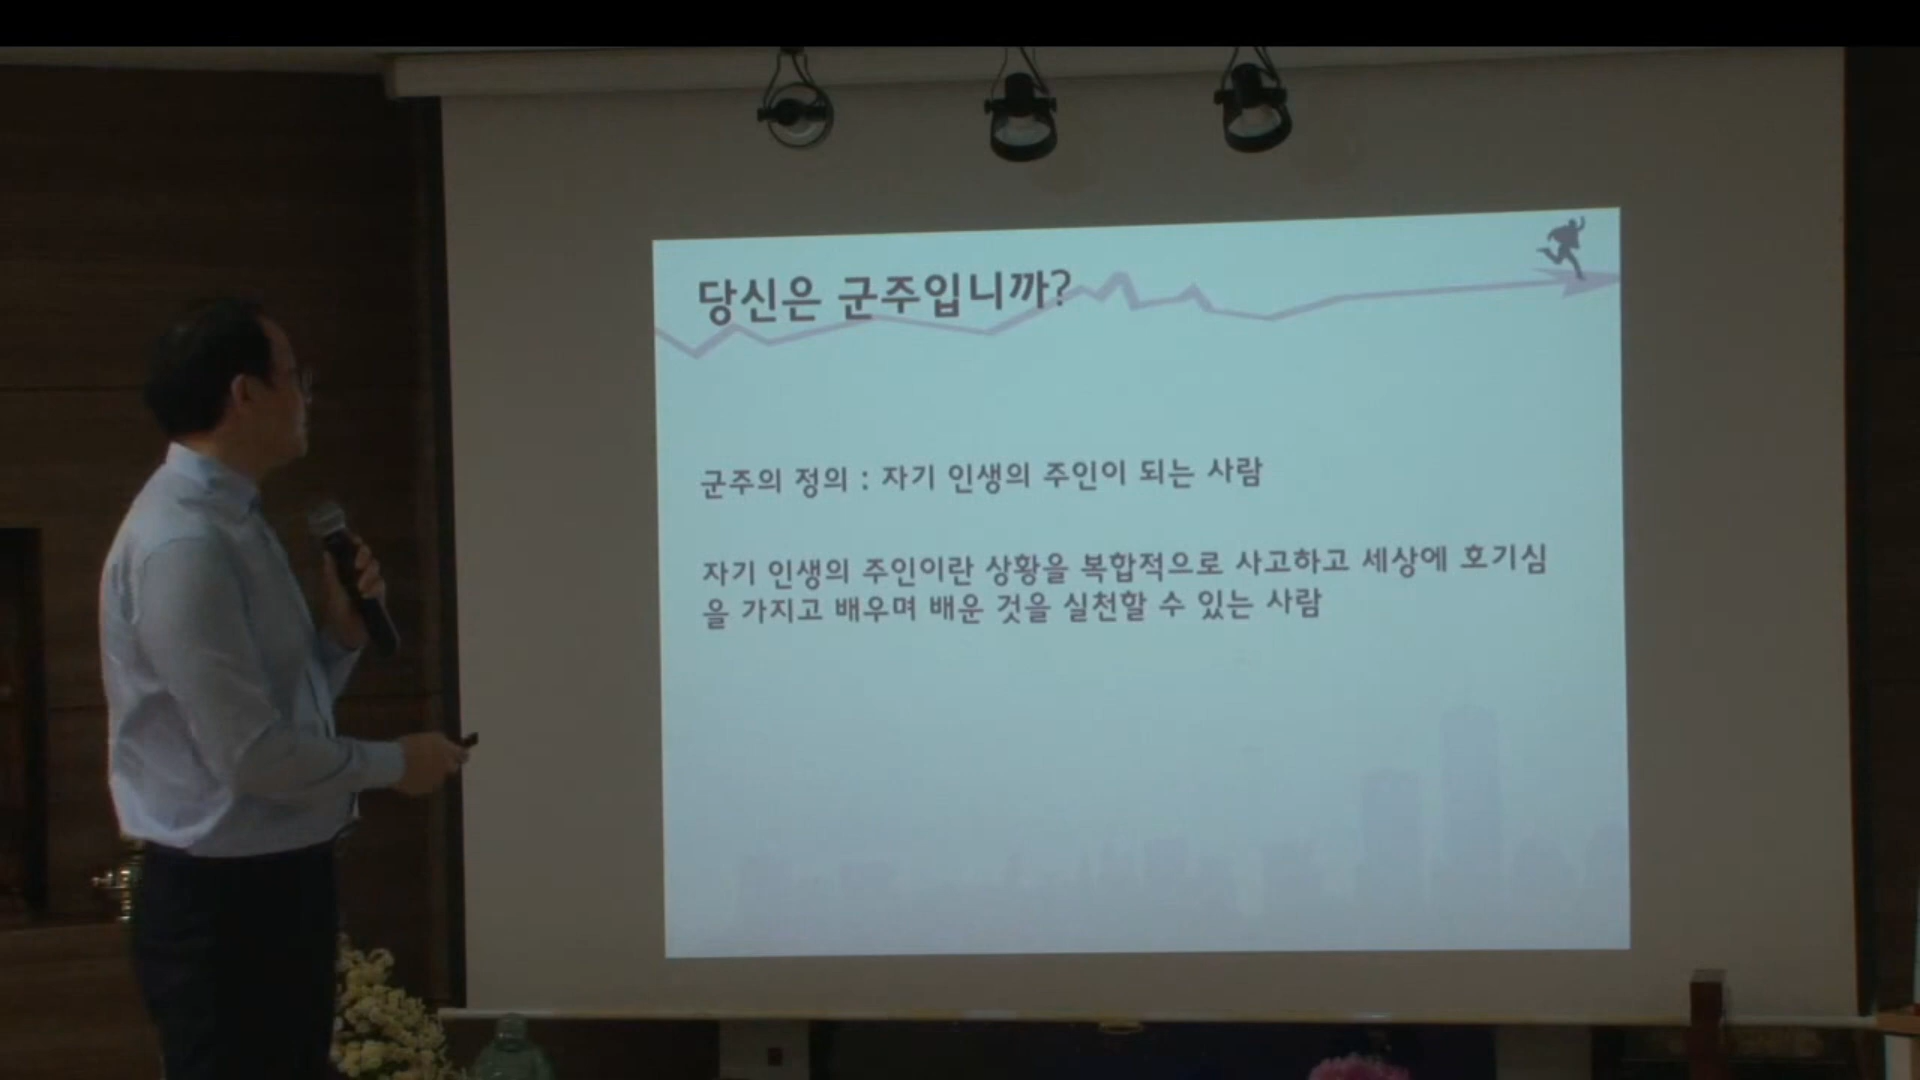 당신은 군주입니까?
군주의 정의 : 자기 인생의 주인이 되는 사람
자기 인생의 주인이란 상황을 복합적으로 사고하고 세상에 호기심
을 가지고 배우며 배운 것을 실천할 수 있는 사람